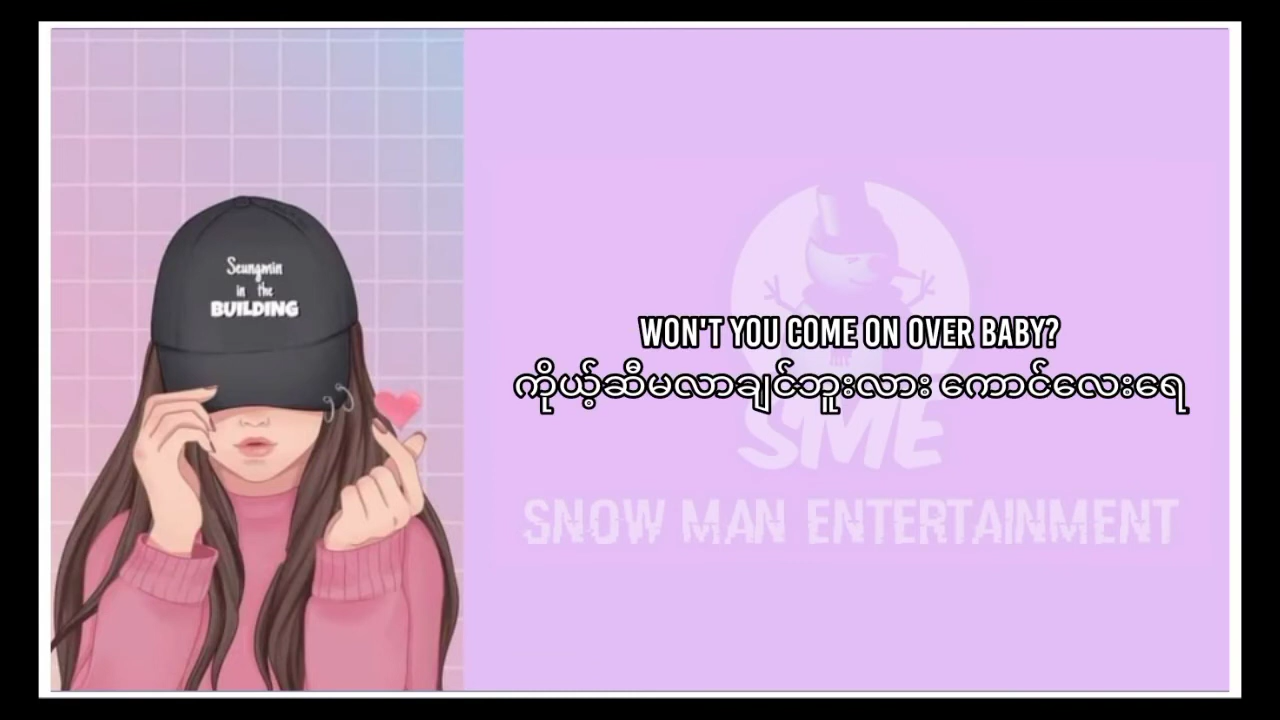 Seungmin
in the
BUILDING
WON'T YOU COME ON OVER BABY?
ကိုယ့်ဆီမလာချင်ဘူးလား ကောင်လေးရေ
SME
SNOW MAN ENTERTAINMENT